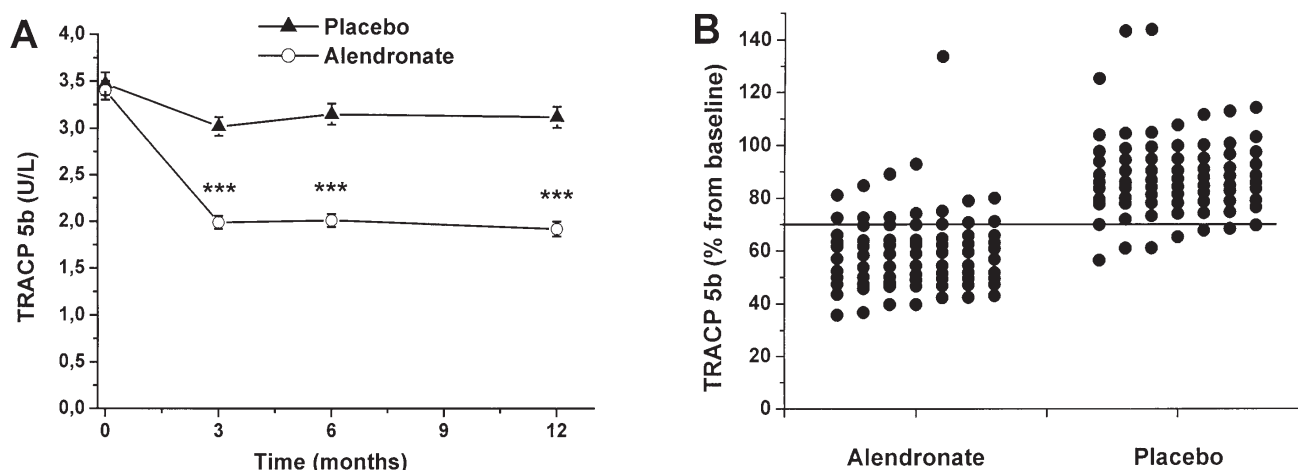 A
Placebo
Alendronate
TRACP 5b (U/L)
4,0
3,5
3,0
2,5
2,0
1,5
1,0
0,5
0,0
***
***
***
0
3
6
9
12
Time (months)
B
TRACP 5b (% from baseline)
140
120
100
80
60
40
20
0
Alendronate
Placebo